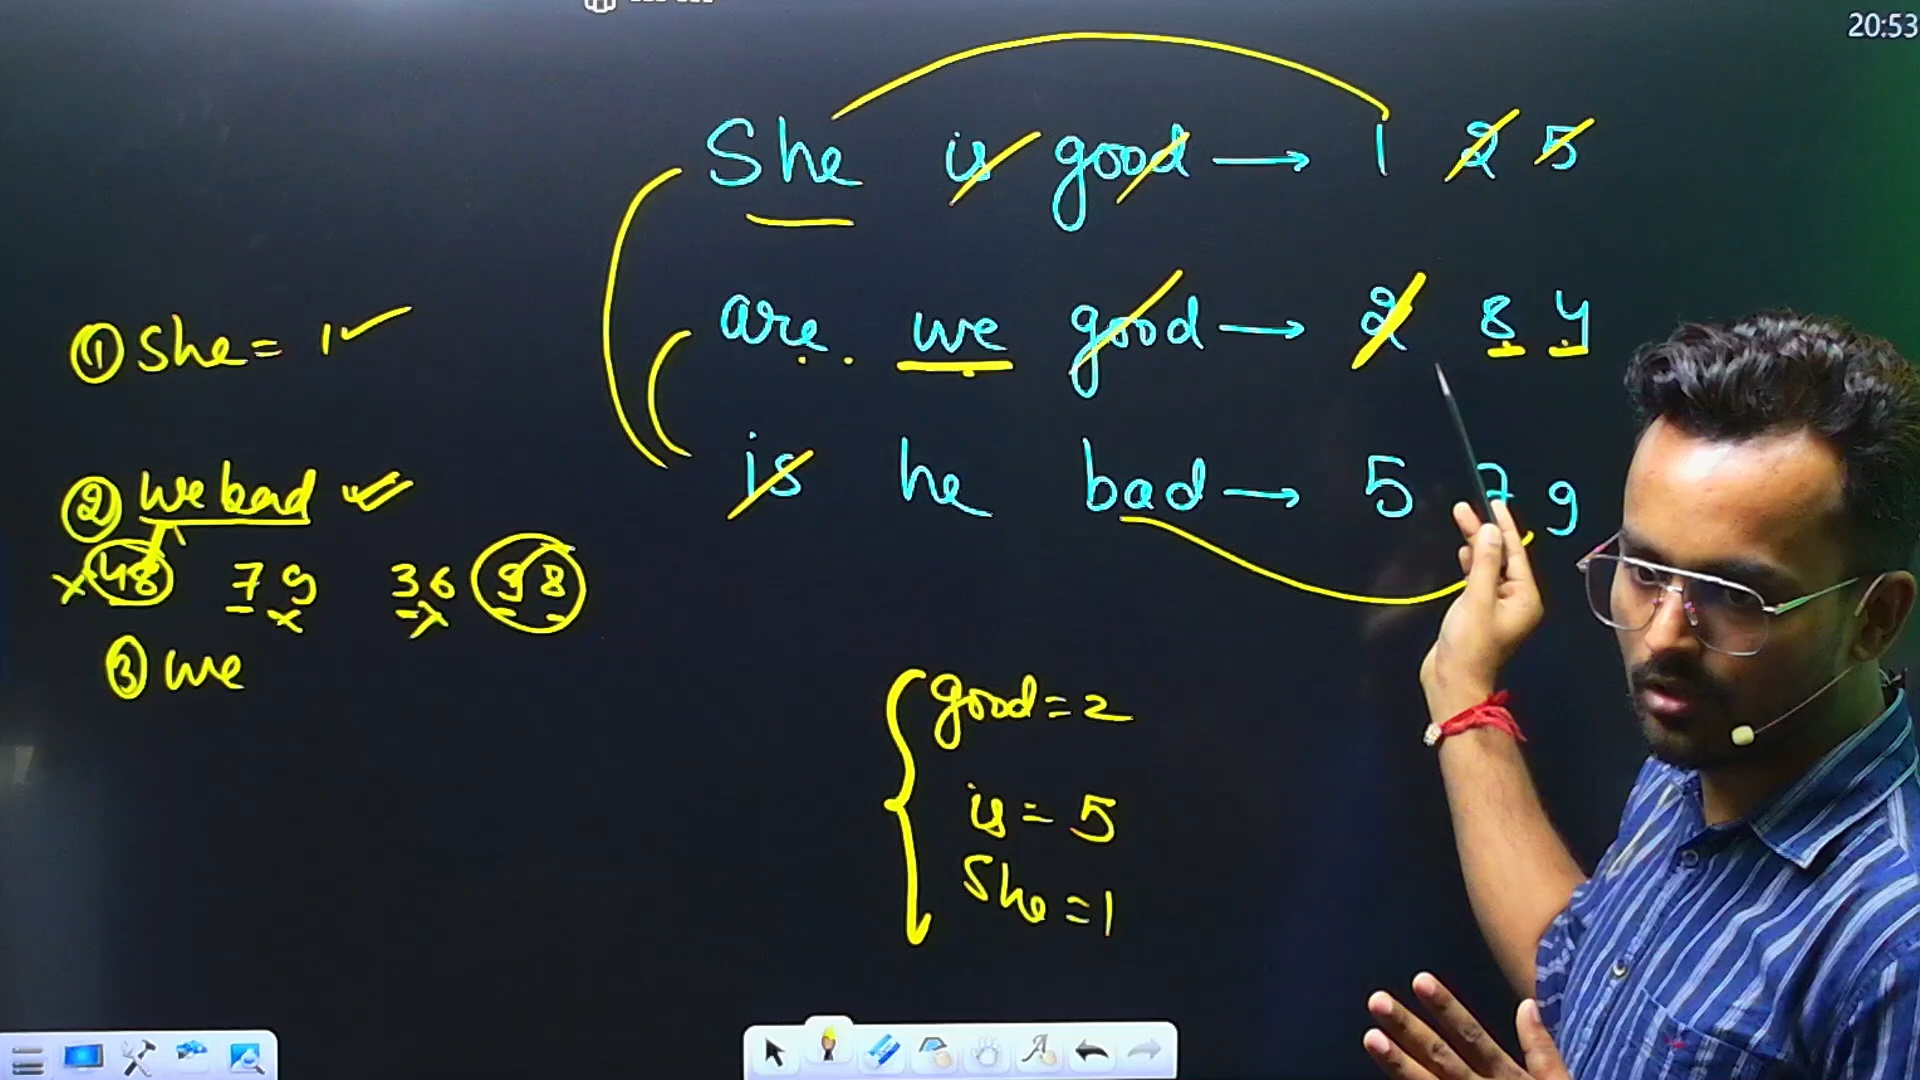 20:53
She is good → 1 2 5
are we good → 2 8 4
is he bad → 5 7 9
① She = 1 ✓
② we bad ✓
48 79 36 98
③ we
good = 2
is = 5
She = 1